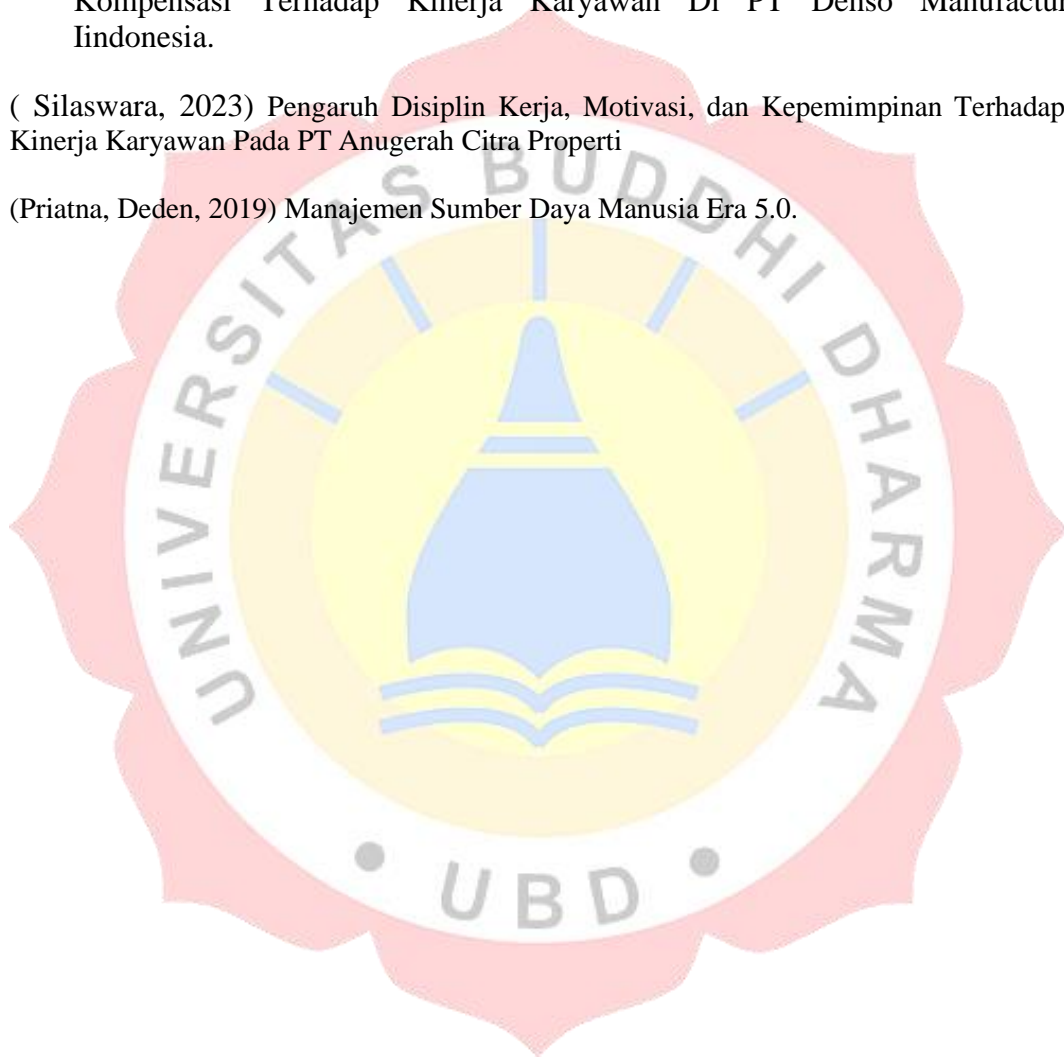 Kompensasi Terhadap Kinerja Karyawan Di PT Denso Manufactur
Iindonesia.
( Silaswara, 2023) Pengaruh Disiplin Kerja, Motivasi, dan Kepemimpinan Terhadap
Kinerja Karyawan Pada PT Anugerah Citra Properti
(Priatna, Deden, 2019) Manajemen Sumber Daya Manusia Era 5.0.
UNIVERSITAS BUDDHI DHARMA
• UBD •